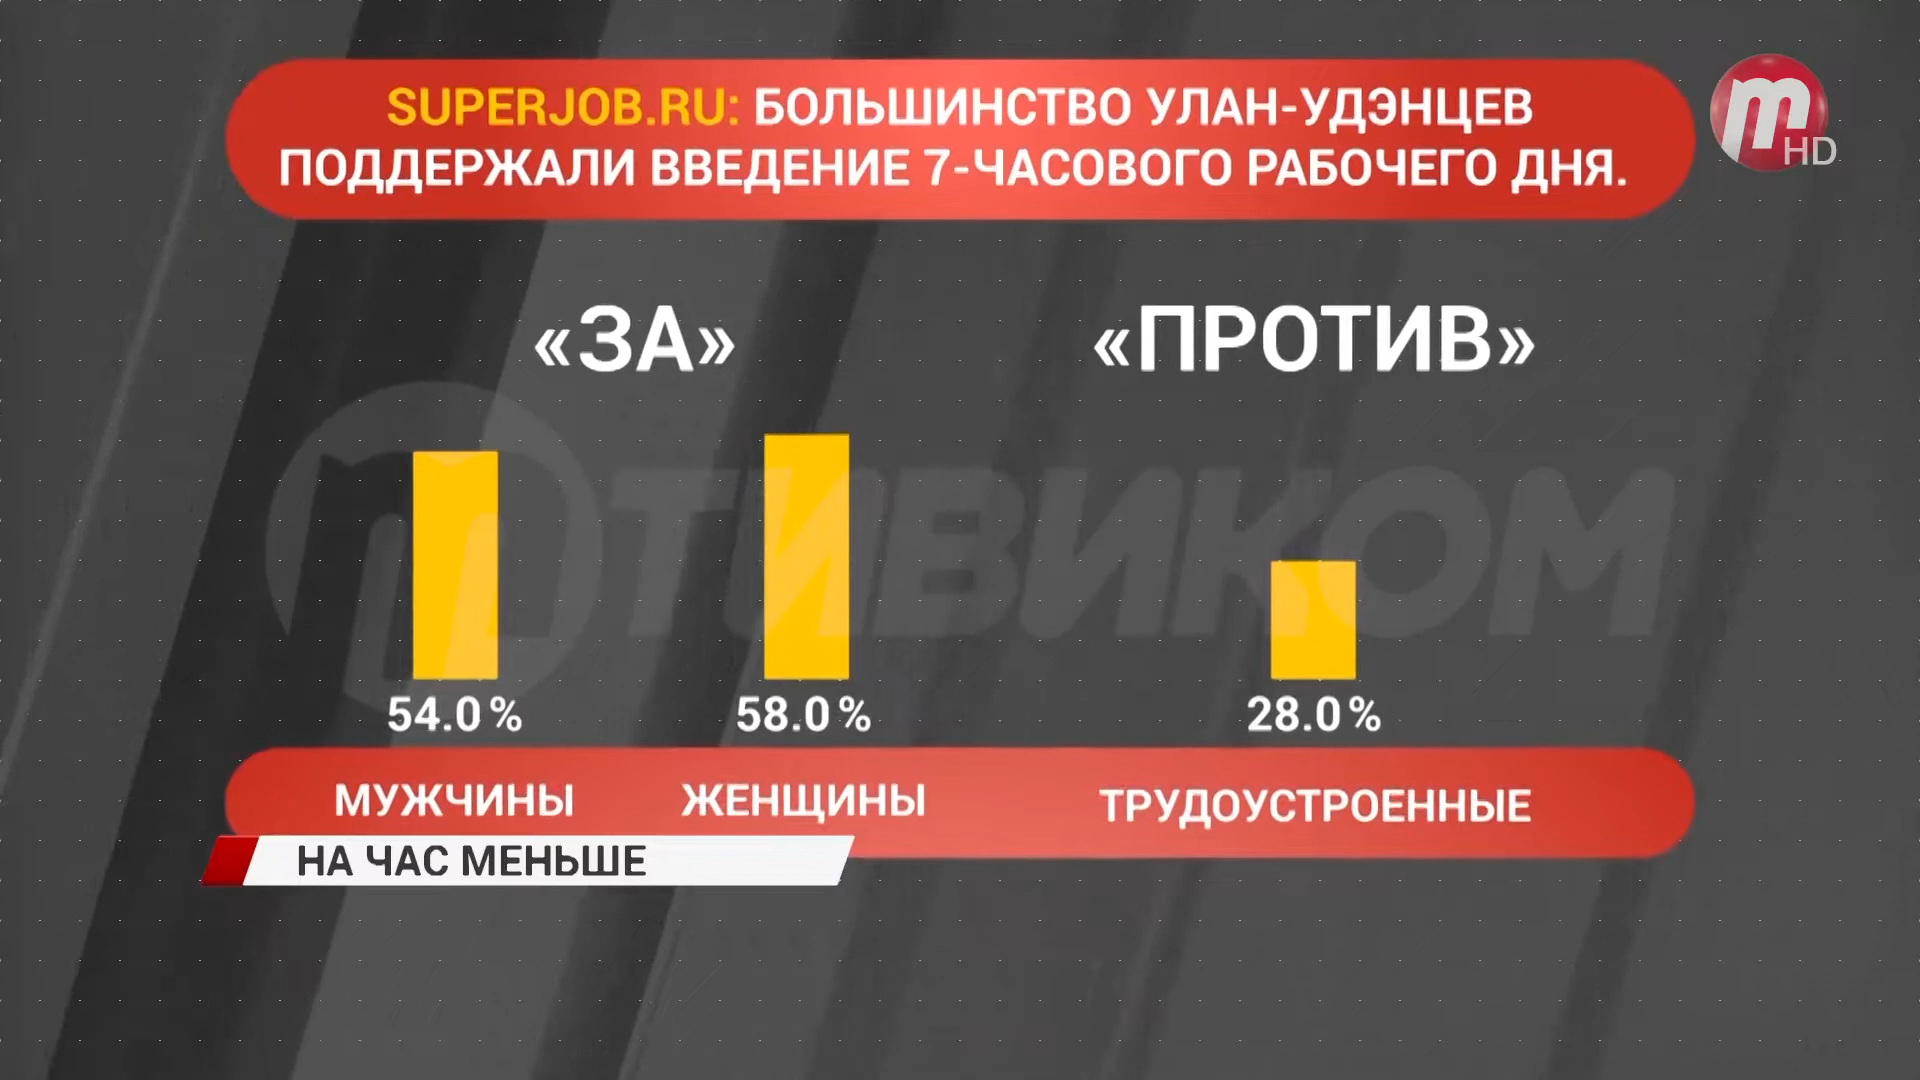 SUPERJOB.RU: БОЛЬШИНСТВО УЛАН-УДЭНЦЕВ
ПОДДЕРЖАЛИ ВВЕДЕНИЕ 7-ЧАСОВОГО РАБОЧЕГО ДНЯ.
m HD
«ЗА»
«ПРОТИВ»
ТИВИКОМ
54.0 %
58.0 %
28.0 %
МУЖЧИНЫ
ЖЕНЩИНЫ
ТРУДОУСТРОЕННЫЕ
НА ЧАС МЕНЬШЕ